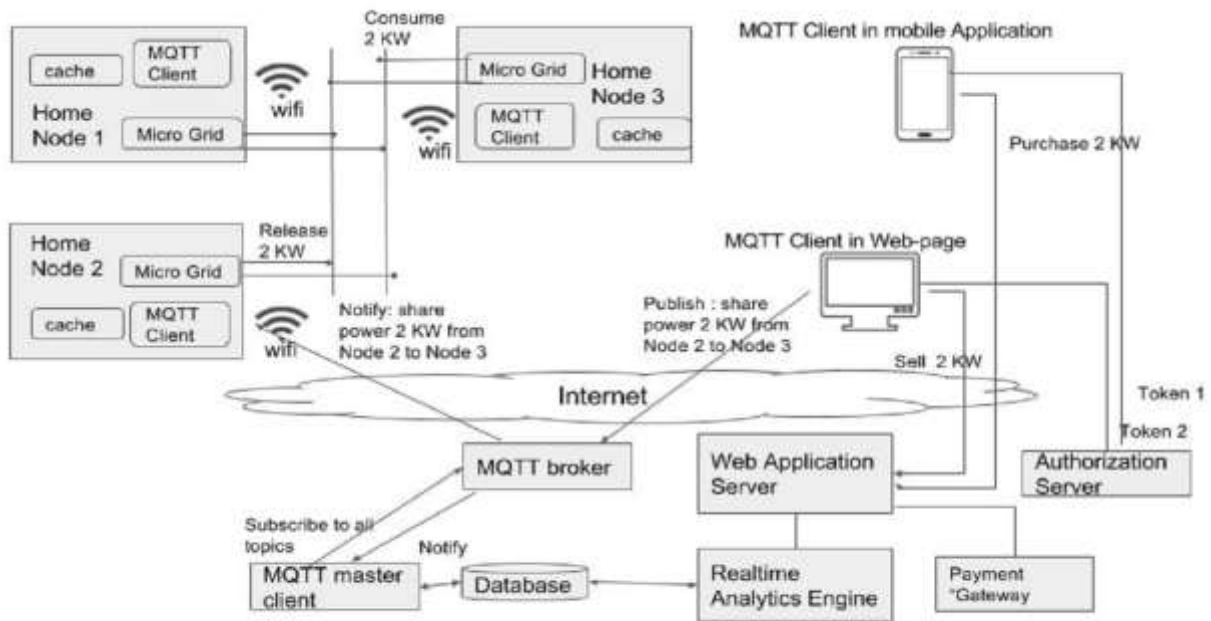 Consume
2 KW
MQTT
Client
cache
wifi
Home
Node 1
Micro Grid
Micro Grid
Home
Node 3
MQTT
Client
cache
wifi
MQTT Client in mobile Application
Purchase 2 KW
Home
Node 2
Release
2 KW
Micro Grid
cache
MQTT
Client
wifi
Notify: share
power 2 KW from
Node 2 to Node 3
MQTT Client in Web-page
Publish : share
power 2 KW from
Node 2 to Node 3
Sell 2 KW
Internet
Token 1
Token 2
MQTT broker
Web Application
Server
Authorization
Server
Subscribe to all
topics
Notify
MQTT master
client
Database
Realtime
Analytics Engine
Payment
"Gateway